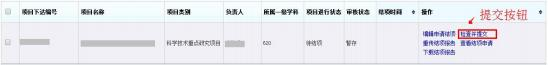 提交按钮
项目下达编号 项目名称 项目类别 负责人 所属一级学科 项目进行状态 审核状态 结项时间 操作
科学技术重点研究项目 620 待结项 暂存 编辑申请结项 检查并提交
重传结项报告 查看结项申请
下载结项报告